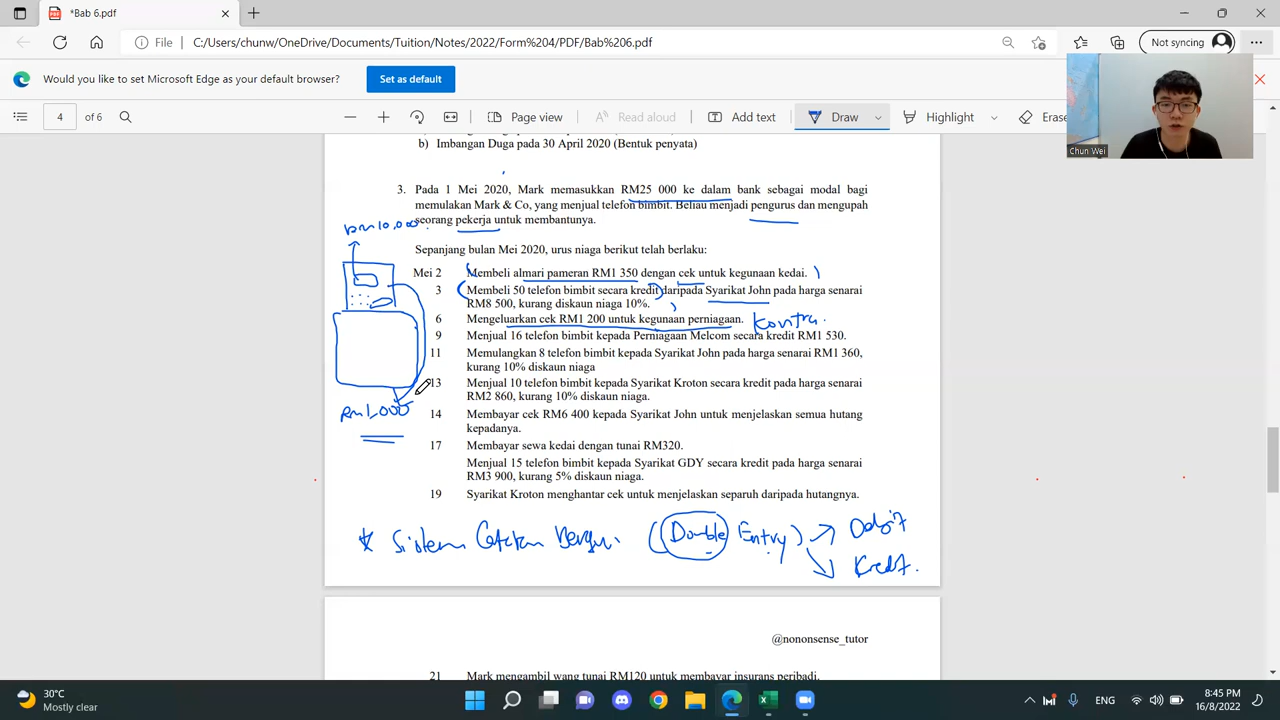 *Bab 6.pdf
File
C:/Users/chunw/OneDrive/Documents/Tuition/Notes/2022/Form%204/PDF/Bab%206.pdf
Not syncing
Would you like to set Microsoft Edge as your default browser?
Set as default
4 of 6
Page view
Read aloud
Add text
Draw
Highlight
Eras
Chun Wei
b) Imbangan Duga pada 30 April 2020 (Bentuk penyata)
3. Pada 1 Mei 2020, Mark memasukkan RM25 000 ke dalam bank sebagai modal bagi
memulakan Mark & Co, yang menjual telefon bimbit. Beliau menjadi pengurus dan mengupah
seorang pekerja untuk membantunya.
RM10,000
Sepanjang bulan Mei 2020, urus niaga berikut telah berlaku:
Mei 2 Membeli almari pameran RM1 350 dengan cek untuk kegunaan kedai.
3 Membeli 50 telefon bimbit secara kredit daripada Syarikat John pada harga senarai
RM8 500, kurang diskaun niaga 10%.
6 Mengeluarkan cek RM1 200 untuk kegunaan perniagaan. Kontra.
9 Menjual 16 telefon bimbit kepada Perniagaan Melcom secara kredit RM1 530.
11 Memulangkan 8 telefon bimbit kepada Syarikat John pada harga senarai RM1 360,
kurang 10% diskaun niaga
13 Menjual 10 telefon bimbit kepada Syarikat Kroton secara kredit pada harga senarai
RM2 860, kurang 10% diskaun niaga.
RM1,000
14 Membayar cek RM6 400 kepada Syarikat John untuk menjelaskan semua hutang
kepadanya.
17 Membayar sewa kedai dengan tunai RM320.
Menjual 15 telefon bimbit kepada Syarikat GDY secara kredit pada harga senarai
RM3 900, kurang 5% diskaun niaga.
19 Syarikat Kroton menghantar cek untuk menjelaskan separuh daripada hutangnya.
* Sistem Catatan Bergu. (Double Entry) Debit
Kredit.
@nononsense_tutor
21 Mark mengambil wang tunai RM120 untuk membayar insurans peribadi.
30°C
Mostly clear
ENG
8:45 PM
16/8/2022